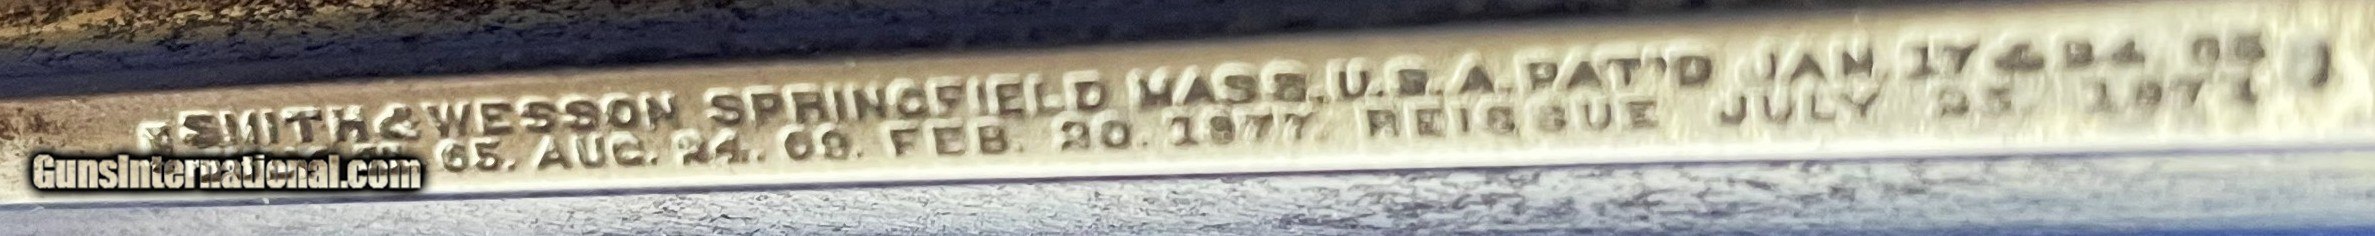 SMITH & WESSON SPRINGFIELD MASS. U.S.A. PAT'D JAN. 17 & 24. 65
65. AUG. 24. 69. FEB. 20. 1877. REISSUE JULY 25. 1871
GunsInternational.com